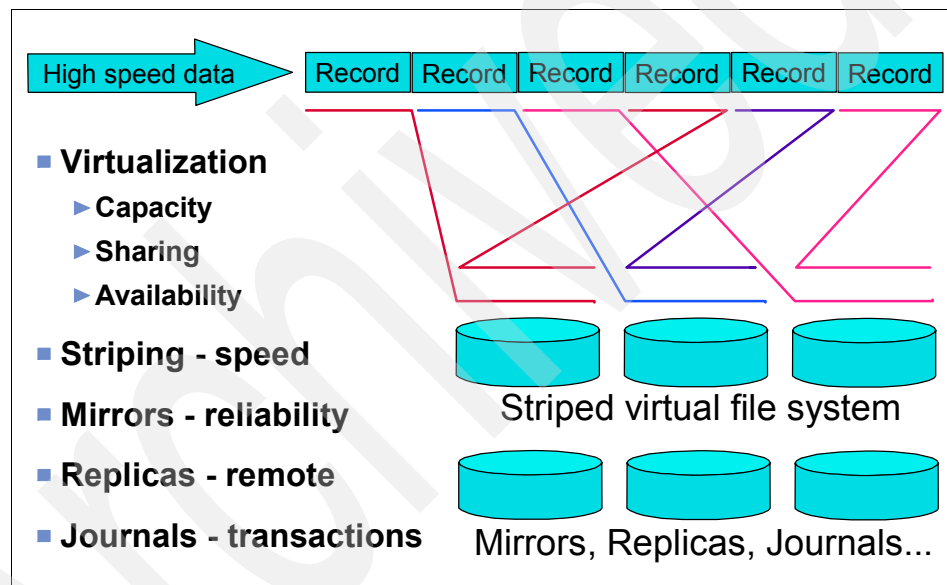 High speed data
Record Record Record Record Record Record
Virtualization
Capacity
Sharing
Availability
Striping - speed
Mirrors - reliability
Replicas - remote
Journals - transactions
Striped virtual file system
Mirrors, Replicas, Journals...
Archived